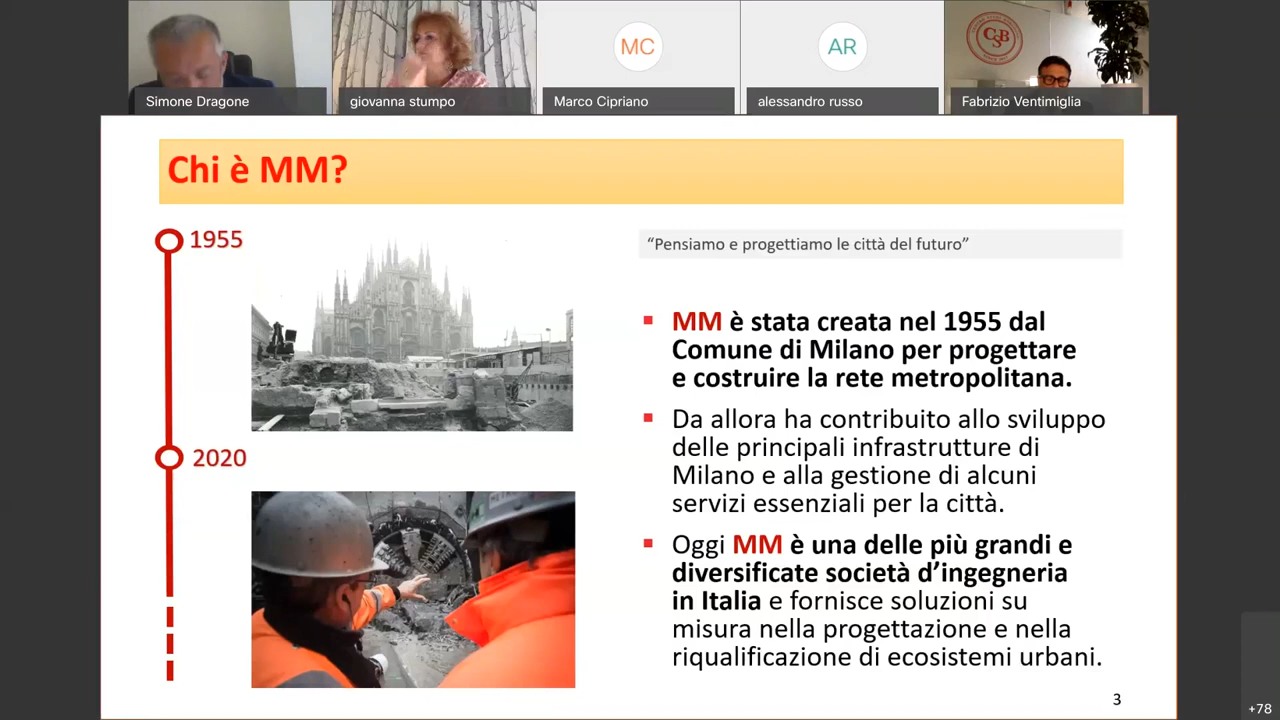 MC
AR
CSB
Simone Dragone
giovanna stumpo
Marco Cipriano
alessandro russo
Fabrizio Ventimiglia
Chi è MM?
1955
“Pensiamo e progettiamo le città del futuro”
MM è stata creata nel 1955 dal
Comune di Milano per progettare
e costruire la rete metropolitana.
Da allora ha contribuito allo sviluppo
delle principali infrastrutture di
Milano e alla gestione di alcuni
servizi essenziali per la città.
2020
Oggi MM è una delle più grandi e
diversificate società d’ingegneria
in Italia e fornisce soluzioni su
misura nella progettazione e nella
riqualificazione di ecosistemi urbani.
3
+78